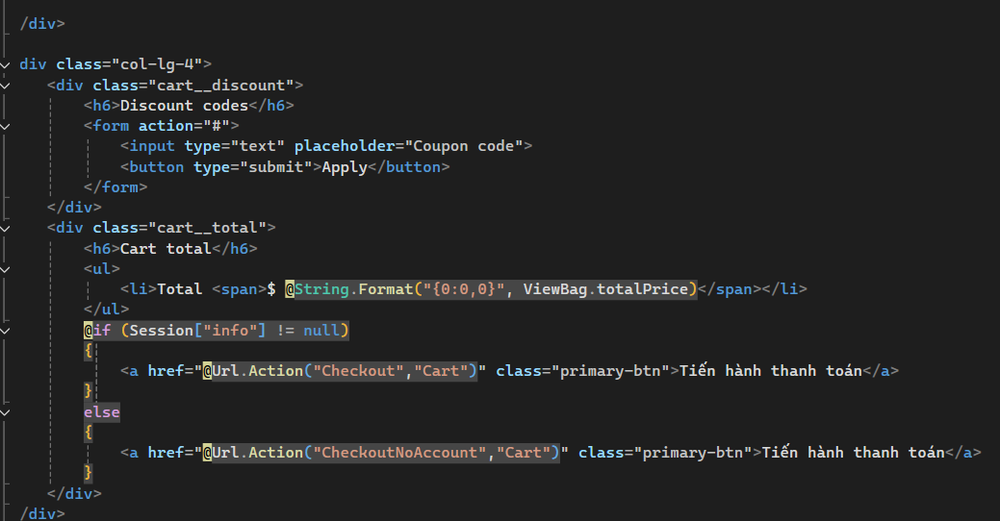 /div>
div class="col-lg-4">
<div class="cart__discount">
<h6>Discount codes</h6>
<form action="#">
<input type="text" placeholder="Coupon code">
<button type="submit">Apply</button>
</form>
</div>
<div class="cart__total">
<h6>Cart total</h6>
<ul>
<li>Total <span>$ @String.Format("{0:0,0}", ViewBag.totalPrice)</span></li>
</ul>
@if (Session["info"] != null)
{
<a href="@Url.Action("Checkout","Cart")" class="primary-btn">Tiến hành thanh toán</a>
}
else
{
<a href="@Url.Action("CheckoutNoAccount","Cart")" class="primary-btn">Tiến hành thanh toán</a>
}
</div>
/div>